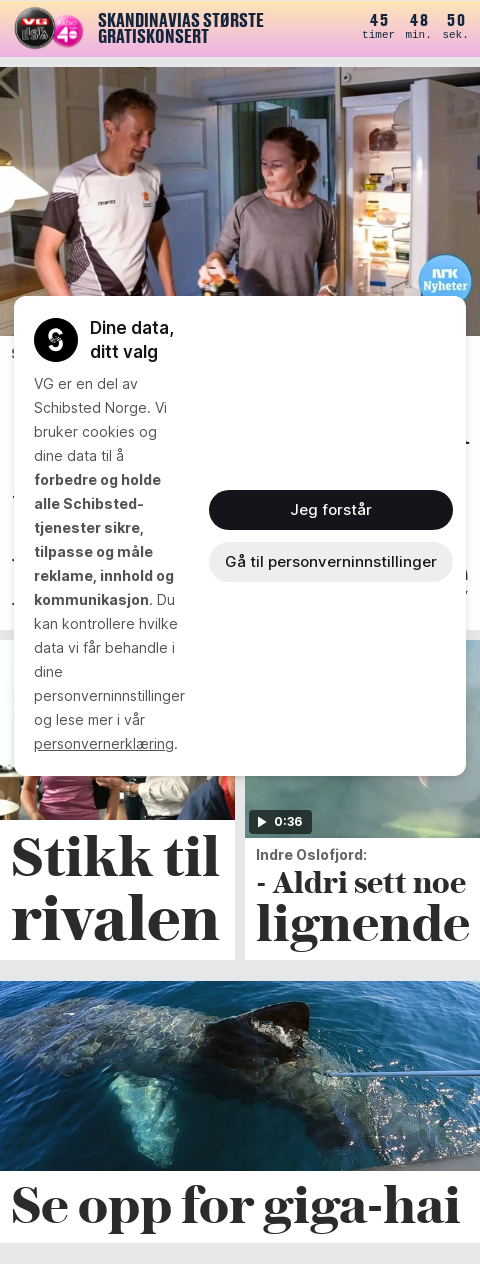 SKANDINAVIAS STØRSTE
GRATISKONSERT
45 48 50
timer min. sek.
nrk
Nyheter
Dine data,
ditt valg
VG er en del av
Schibsted Norge. Vi
bruker cookies og
dine data til å
forbedre og holde
alle Schibsted-
tjenester sikre,
tilpasse og måle
reklame, innhold og
kommunikasjon. Du
kan kontrollere hvilke
data vi får behandle i
dine
personverninnstillinger
og lese mer i vår
personvernerklæring.
Jeg forstår
Gå til personverninnstillinger
Stikk til
rivalen
0:36
Indre Oslofjord:
- Aldri sett noe
lignende
Se opp for giga-hai